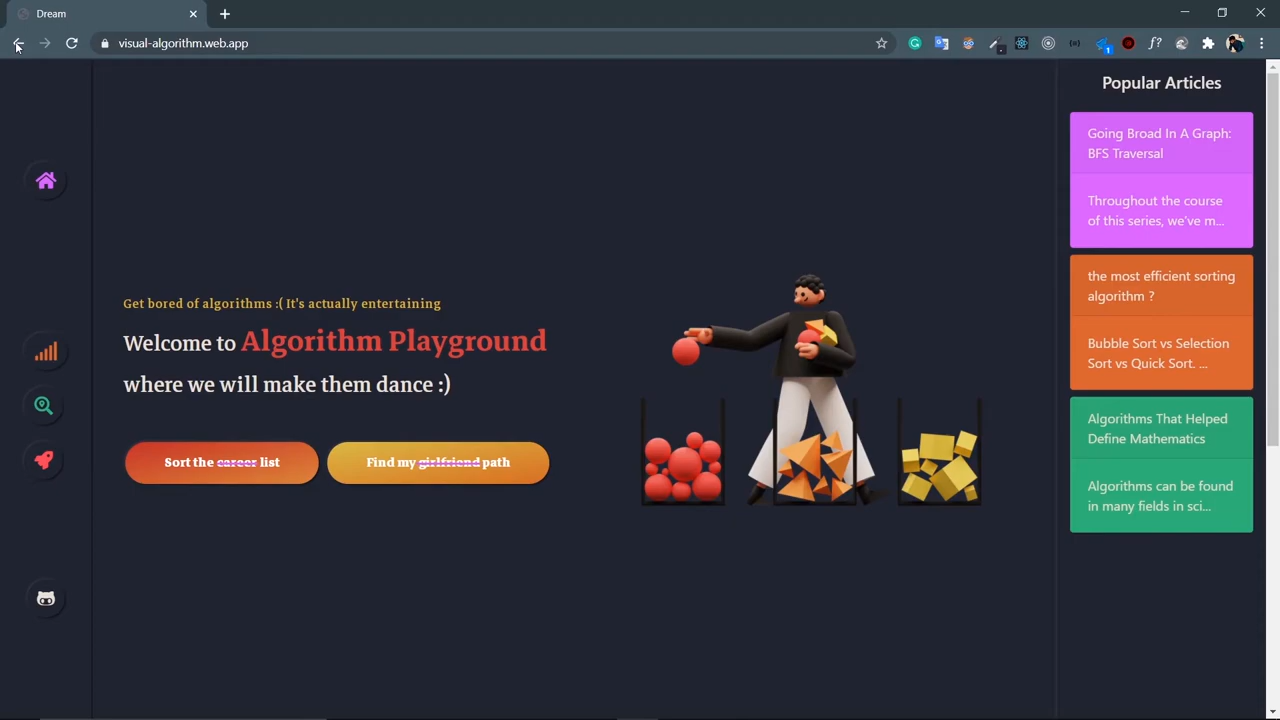 Dream
visual-algorithm.web.app
1
f?
Popular Articles
Going Broad In A Graph:
BFS Traversal
Throughout the course
of this series, we've m...
the most efficient sorting
algorithm ?
Bubble Sort vs Selection
Sort vs Quick Sort. ...
Algorithms That Helped
Define Mathematics
Algorithms can be found
in many fields in sci...
Get bored of algorithms :( It's actually entertaining
Welcome to Algorithm Playground
where we will make them dance :)
Sort the career list
Find my girlfriend path